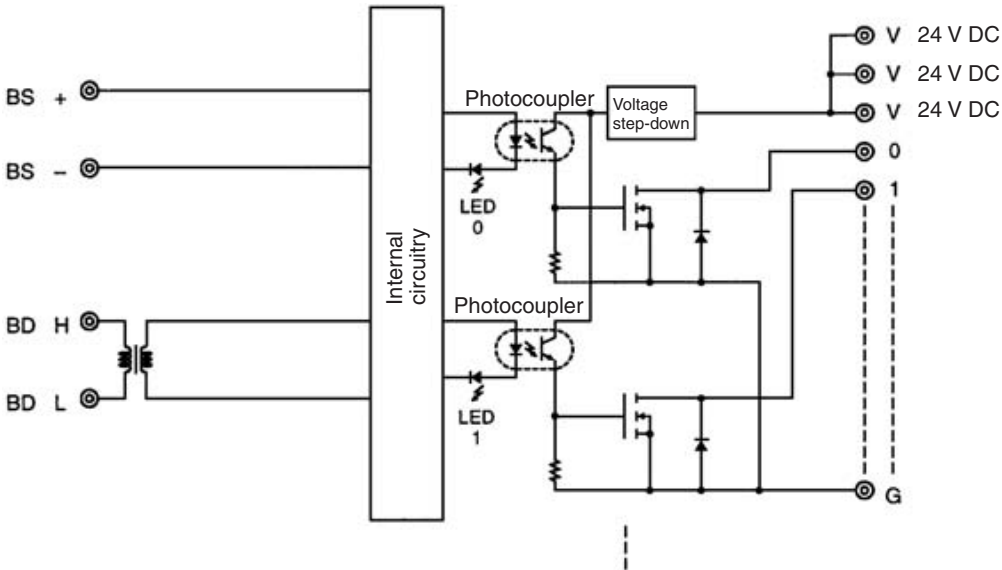 V 24 V DC
V 24 V DC
V 24 V DC
BS +
Photocoupler
Voltage
step-down
0
BS −
1
LED
0
Internal
circuitry
Photocoupler
BD H
BD L
LED
1
G